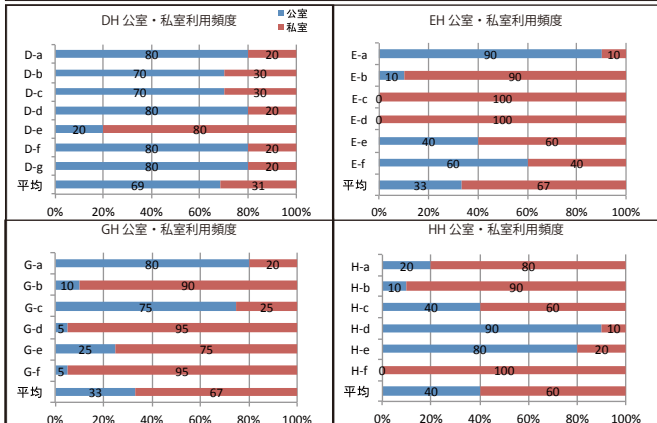 DH 公室・私室利用頻度
公室
私室
D-a 80 20
D-b 70 30
D-c 70 30
D-d 80 20
D-e 20 80
D-f 80 20
D-g 80 20
平均 69 31
0% 20% 40% 60% 80% 100%
EH 公室・私室利用頻度
E-a 90 10
E-b 10 90
E-c 0 100
E-d 0 100
E-e 40 60
E-f 60 40
平均 33 67
0% 20% 40% 60% 80% 100%
GH 公室・私室利用頻度
G-a 80 20
G-b 10 90
G-c 75 25
G-d 5 95
G-e 25 75
G-f 5 95
平均 33 67
0% 20% 40% 60% 80% 100%
HH 公室・私室利用頻度
H-a 20 80
H-b 10 90
H-c 40 60
H-d 90 10
H-e 80 20
H-f 0 100
平均 40 60
0% 20% 40% 60% 80% 100%